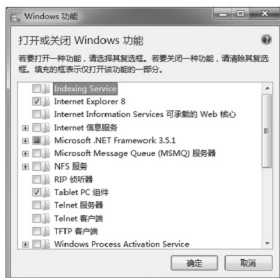 Windows 功能
打开或关闭 Windows 功能
若要打开一种功能，请选择其复选框。若要关闭一种功能，请清除其复选
框。填充的框表示仅打开该功能的一部分。
Indexing Service
Internet Explorer 8
Internet Information Services 可承载的 Web 核心
Internet 信息服务
Microsoft .NET Framework 3.5.1
Microsoft Message Queue (MSMQ) 服务器
NFS 服务
RIP 侦听器
Tablet PC 组件
Telnet 服务器
Telnet 客户端
TFTP 客户端
Windows Process Activation Service
确定 取消